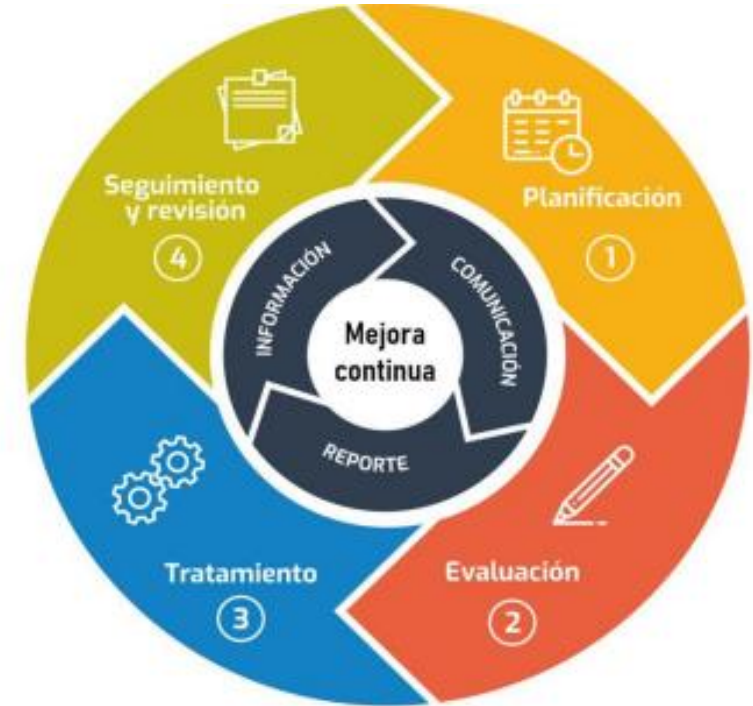 Planificación
1
Evaluación
2
Tratamiento
3
Seguimiento
y revisión
4
INFORMACIÓN
COMUNICACIÓN
REPORTE
Mejora
continua